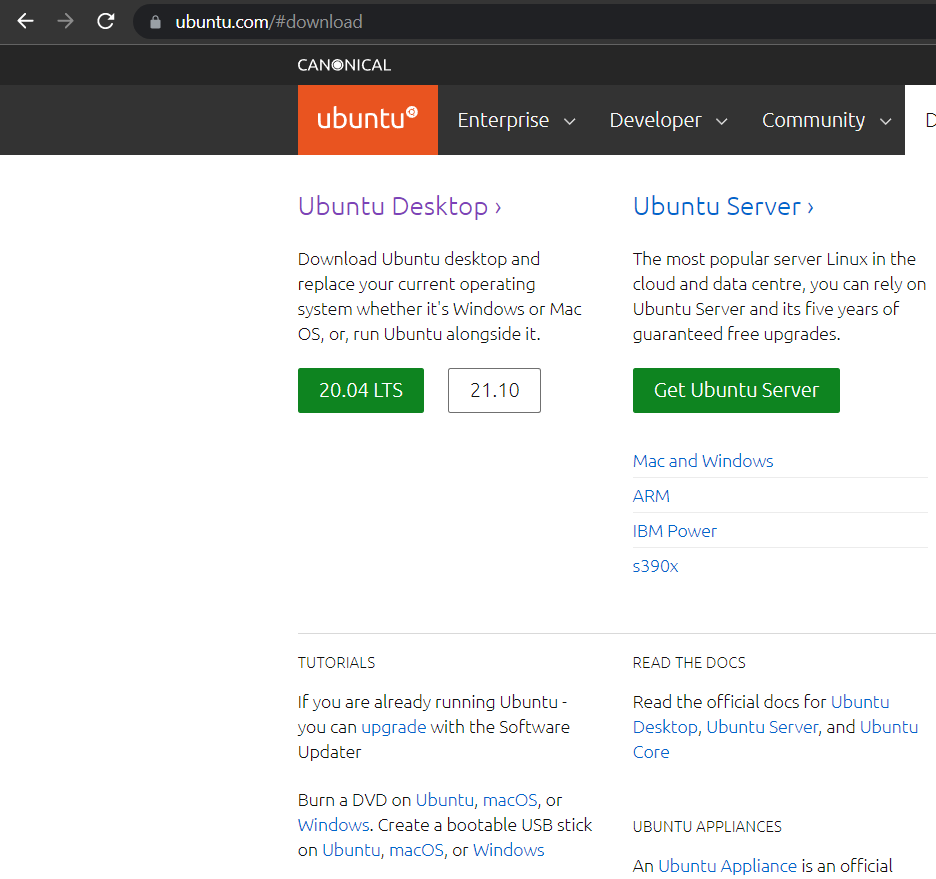 ubuntu.com/#download
CANONICAL
ubuntu
Enterprise
Developer
Community
D
Ubuntu Desktop ›
Download Ubuntu desktop and
replace your current operating
system whether it's Windows or Mac
OS, or, run Ubuntu alongside it.
20.04 LTS
21.10
Ubuntu Server ›
The most popular server Linux in the
cloud and data centre, you can rely on
Ubuntu Server and its five years of
guaranteed free upgrades.
Get Ubuntu Server
Mac and Windows
ARM
IBM Power
s390x
TUTORIALS
If you are already running Ubuntu -
you can upgrade with the Software
Updater
Burn a DVD on Ubuntu, macOS, or
Windows. Create a bootable USB stick
on Ubuntu, macOS, or Windows
READ THE DOCS
Read the official docs for Ubuntu
Desktop, Ubuntu Server, and Ubuntu
Core
UBUNTU APPLIANCES
An Ubuntu Appliance is an official